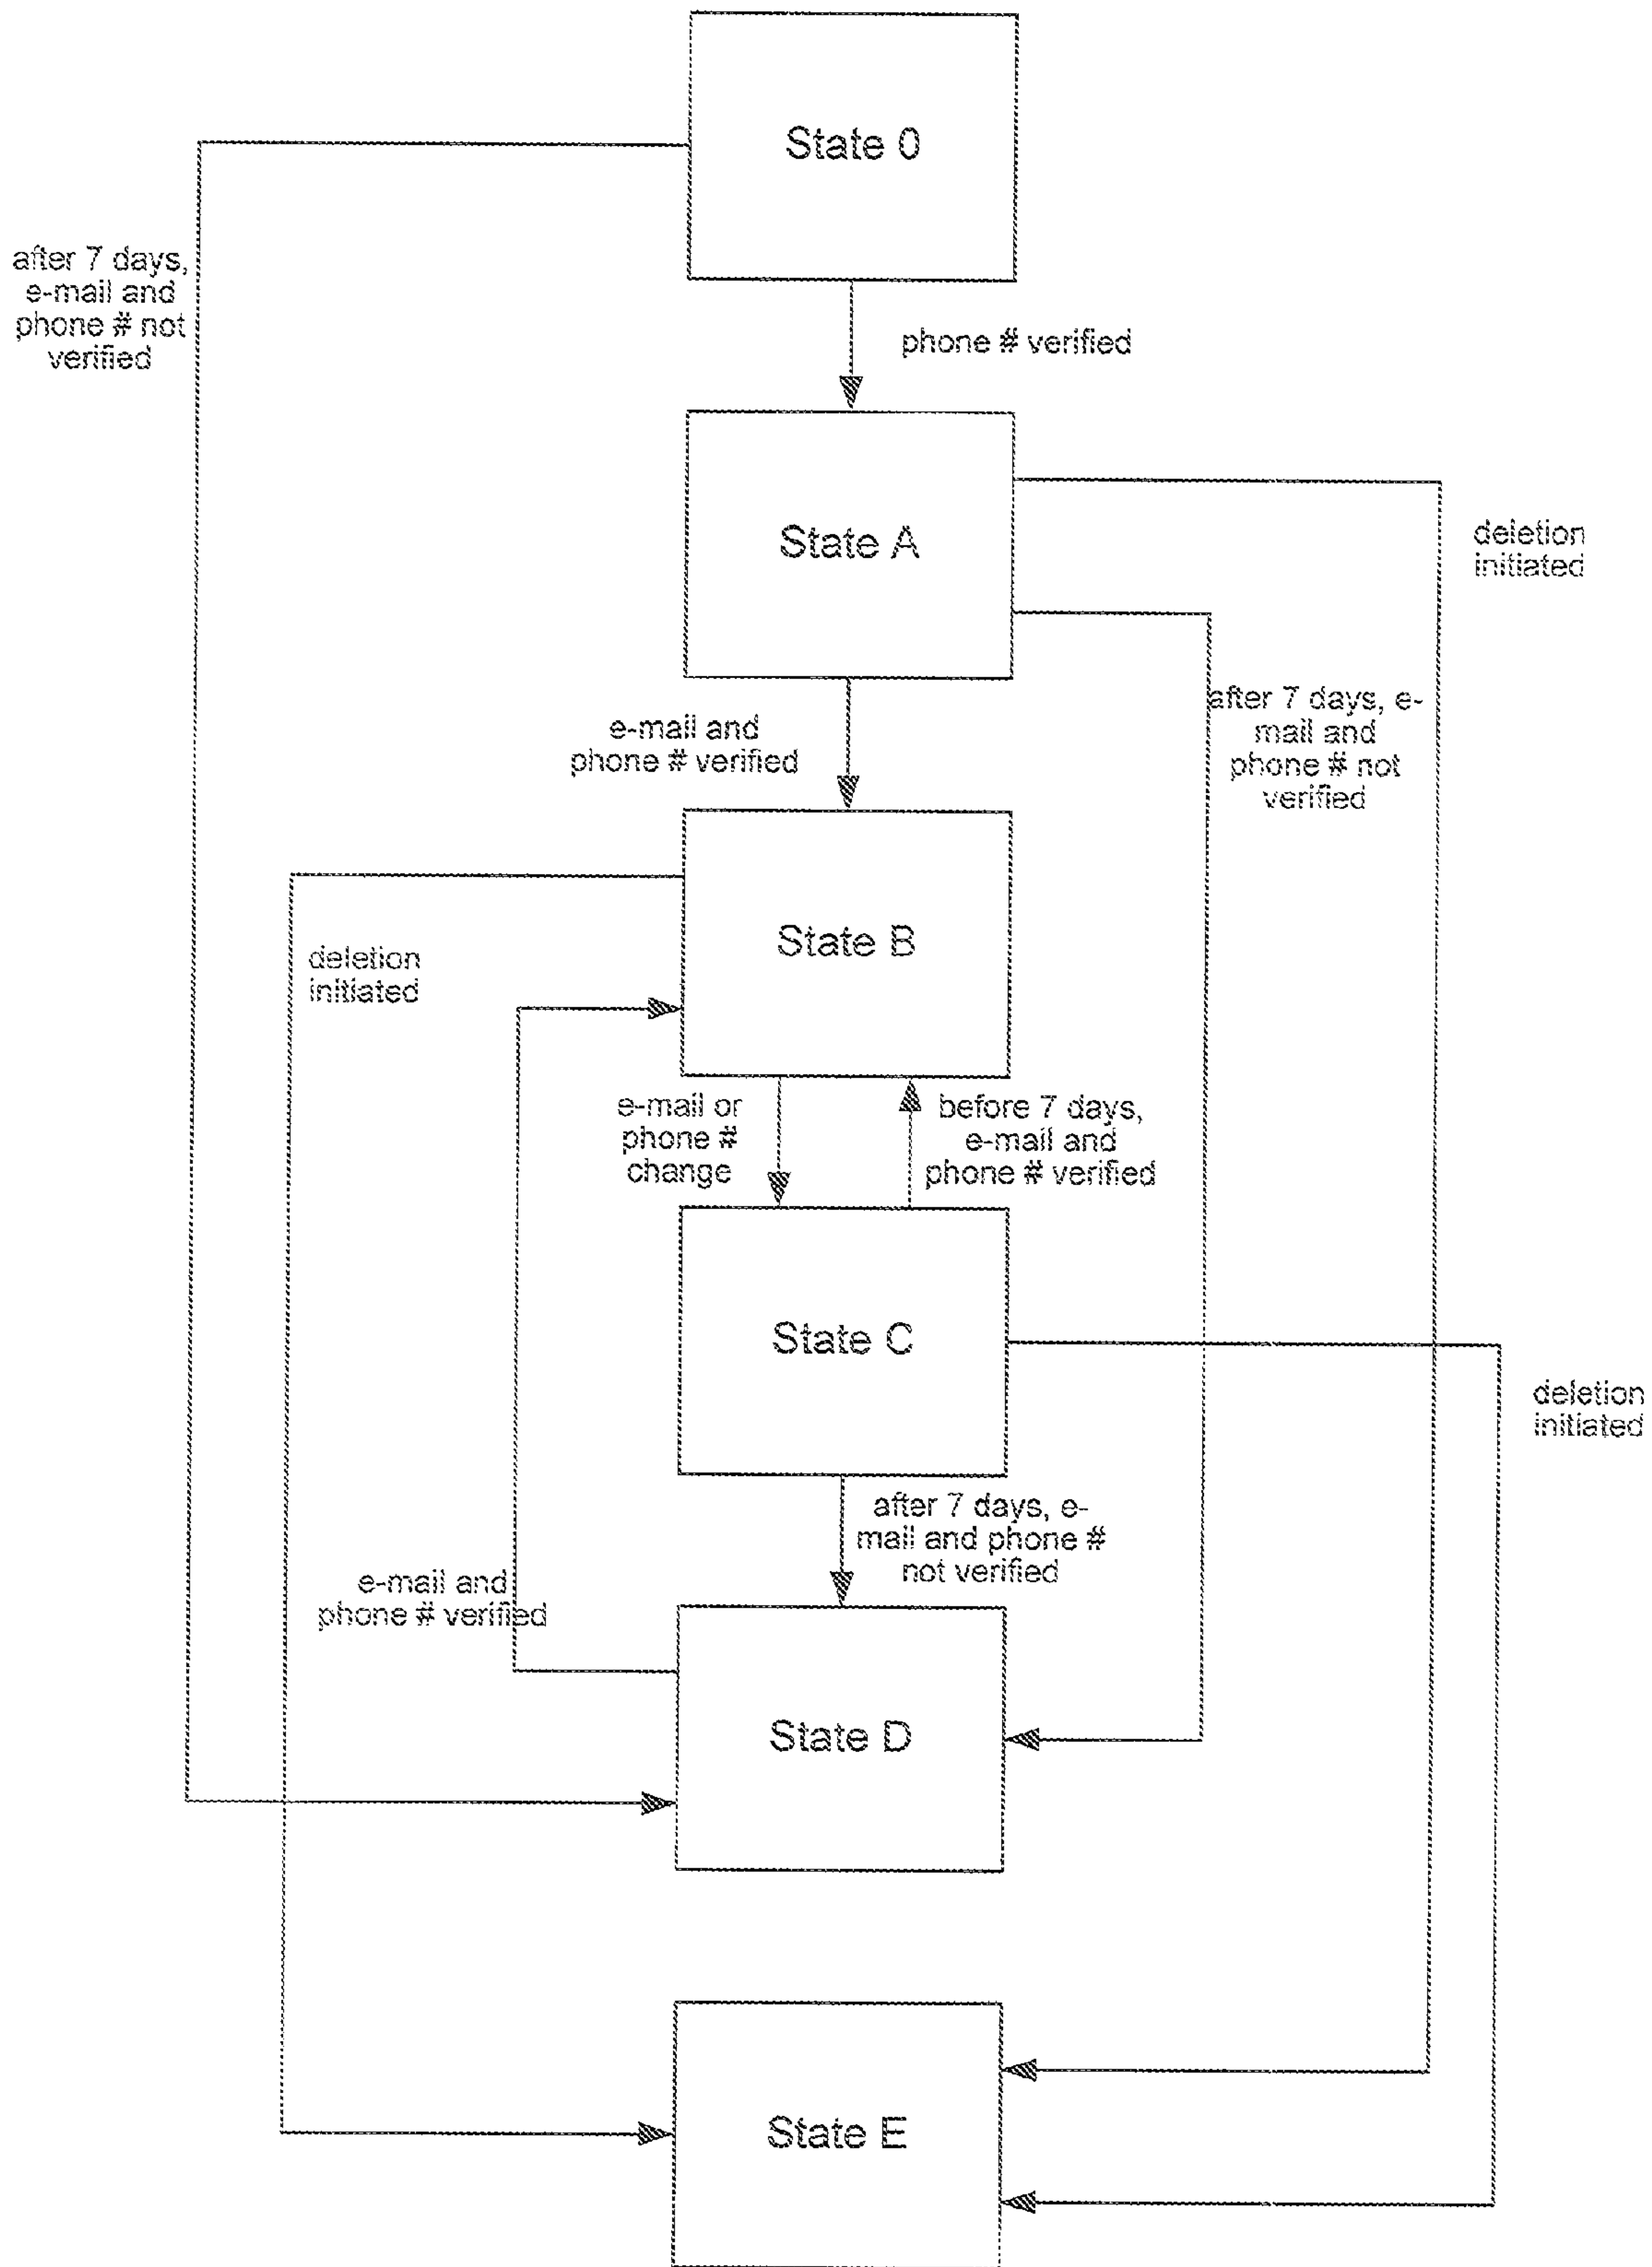 State 0
after 7 days,
e-mail and
phone # not
verified
phone # verified
State A
deletion
initiated
after 7 days, e-
mail and
phone # not
verified
e-mail and
phone # verified
State B
deletion
initiated
e-mail or
phone #
change
before 7 days,
e-mail and
phone # verified
State C
deletion
initiated
after 7 days, e-
mail and phone #
not verified
e-mail and
phone # verified
State D
State E